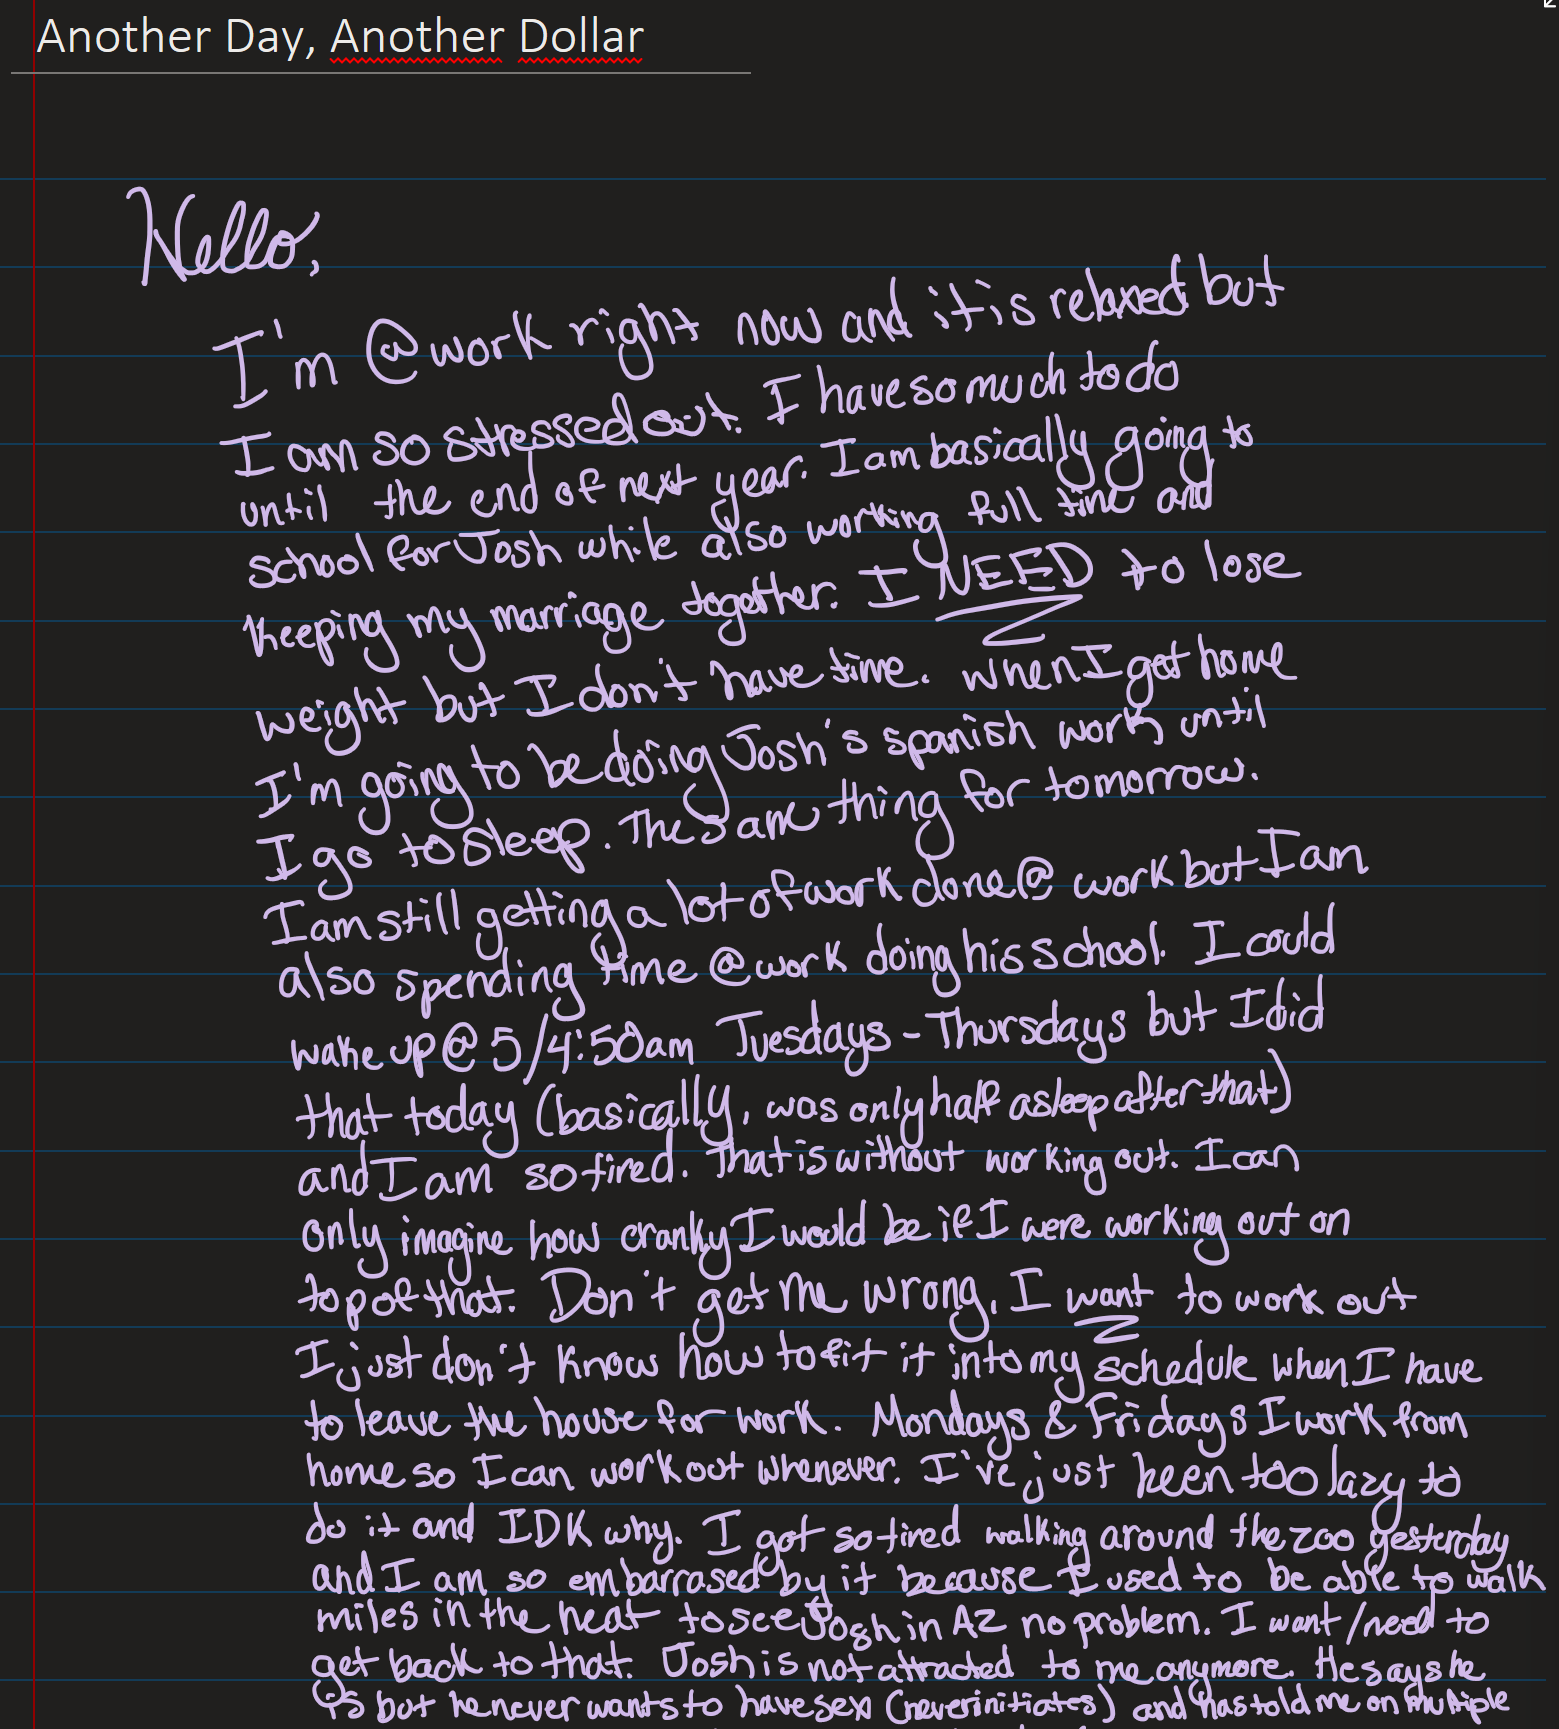 Another Day, Another Dollar
Hello,
I'm @ work right now and it is relaxed but
I am so stressed out. I have so much to do
until the end of next year. I am basically going to
school for Josh while also working full time and
keeping my marriage together. I NEED to lose
weight but I don't have time. When I get home
I'm going to be doing Josh's spanish work until
I go to sleep. The same thing for tomorrow.
I am still getting a lot of work done @ work but I am
also spending time @ work doing his school. I could
wake up @ 5/4:50am Tuesdays - Thursdays but I did
that today (basically, was only half asleep after that)
and I am so tired. That is without working out. I can
only imagine how cranky I would be if I were working out on
top of that. Don't get me wrong, I want to work out
I just don't know how to fit it into my schedule when I have
to leave the house for work. Mondays & Fridays I work from
home so I can work out whenever. I've just been too lazy to
do it and IDK why. I got so tired walking around the zoo yesterday
and I am so embarrased by it because I used to be able to walk
miles in the heat to see Josh in AZ no problem. I want/need to
get back to that. Josh is not attracted to me anymore. He says he
is but he never wants to have sex (never initiates) and has told me on multiple